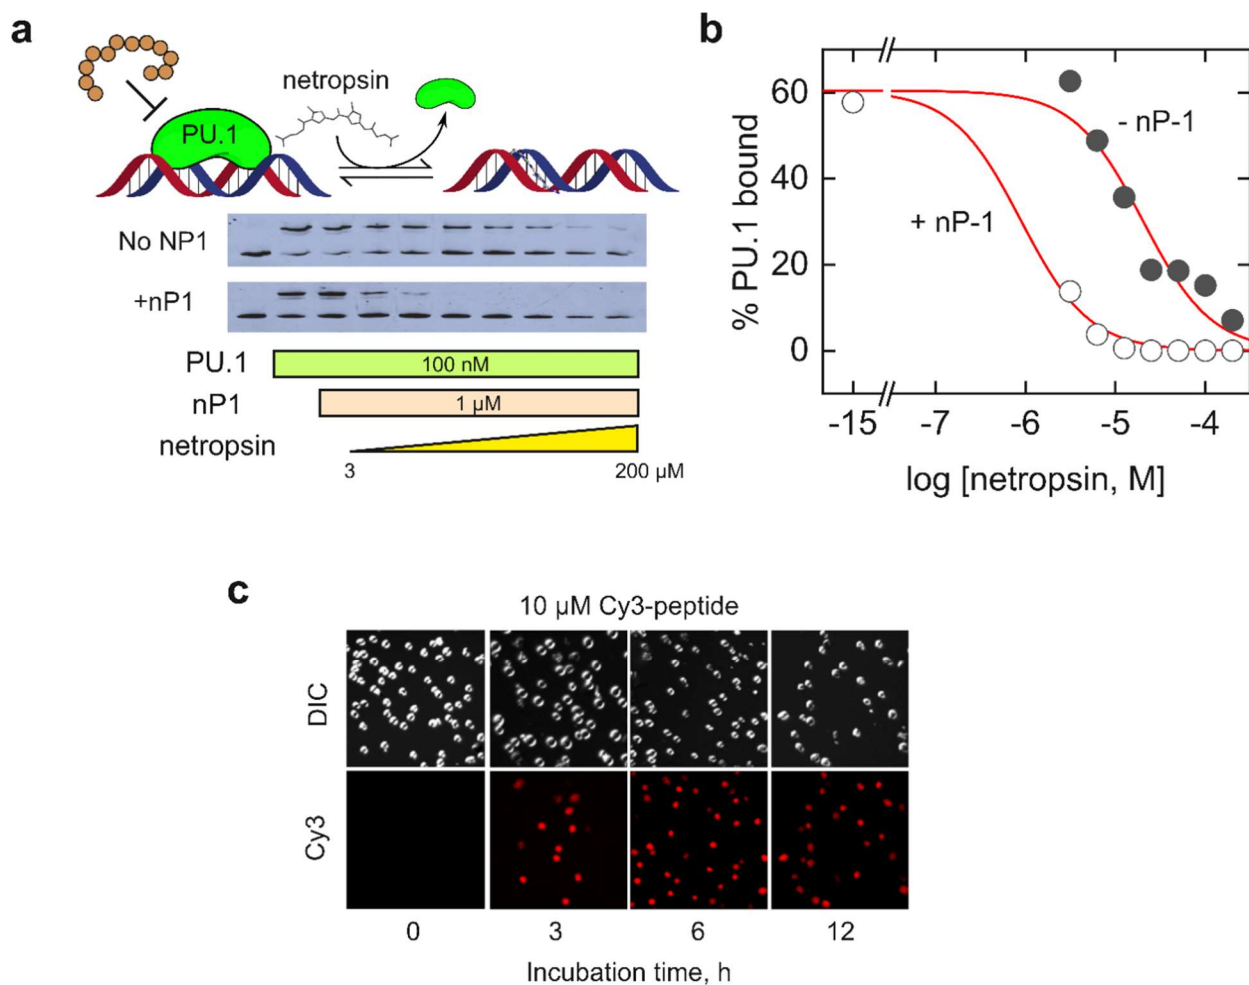 a
netropsin
PU.1
No NP1
+nP1
PU.1
100 nM
nP1
1 µM
netropsin
3
200 µM
b
% PU.1 bound
60
40
20
0
- nP-1
+ nP-1
-15
-7
-6
-5
-4
log [netropsin, M]
c
10 µM Cy3-peptide
DIC
Cy3
0
3
6
12
Incubation time, h